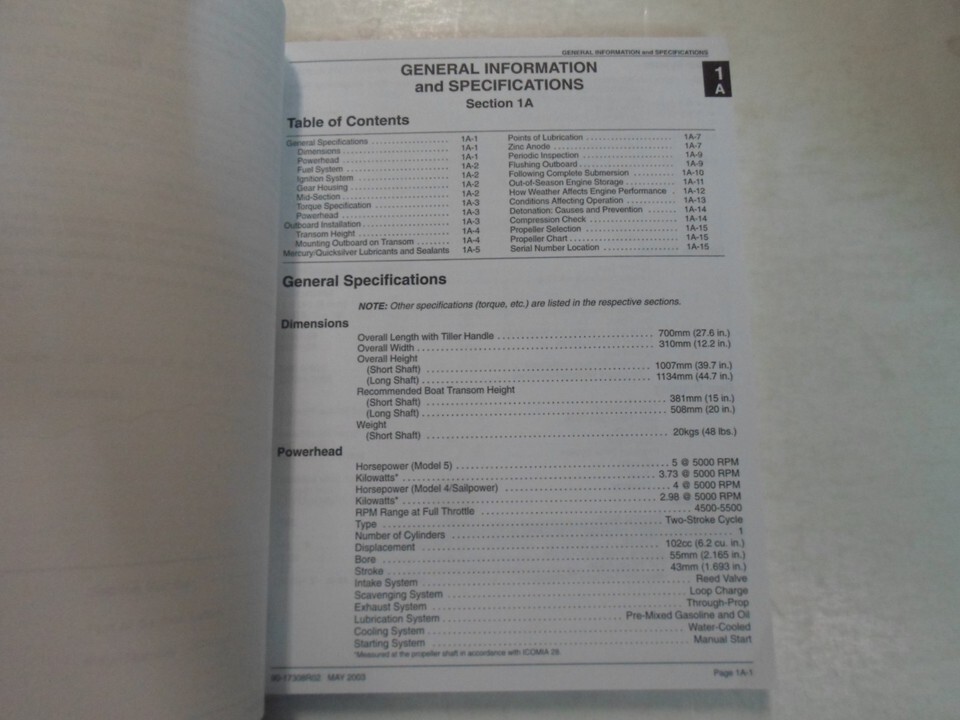 GENERAL INFORMATION and SPECIFICATIONS
1
A
GENERAL INFORMATION
and SPECIFICATIONS
Section 1A
Table of Contents
General Specifications . . . . . . . . . . . . . . . . . 1A-1
Dimensions . . . . . . . . . . . . . . . . . . . . . . . 1A-1
Powerhead . . . . . . . . . . . . . . . . . . . . . . . 1A-1
Fuel System . . . . . . . . . . . . . . . . . . . . . . 1A-2
Ignition System . . . . . . . . . . . . . . . . . . . . 1A-2
Gear Housing . . . . . . . . . . . . . . . . . . . . . 1A-2
Mid-Section . . . . . . . . . . . . . . . . . . . . . . 1A-2
Torque Specification . . . . . . . . . . . . . . . . 1A-3
Powerhead . . . . . . . . . . . . . . . . . . . . . . . 1A-3
Outboard Installation . . . . . . . . . . . . . . . . . . 1A-3
Transom Height . . . . . . . . . . . . . . . . . . . 1A-4
Mounting Outboard on Transom . . . . . . . 1A-4
Mercury/Quicksilver Lubricants and Sealants 1A-5
Points of Lubrication . . . . . . . . . . . . . . . . . . . 1A-7
Zinc Anode . . . . . . . . . . . . . . . . . . . . . . . . . . 1A-7
Periodic Inspection . . . . . . . . . . . . . . . . . . . . 1A-9
Flushing Outboard . . . . . . . . . . . . . . . . . . . . . 1A-9
Following Complete Submersion . . . . . . . . . 1A-10
Out-of-Season Engine Storage . . . . . . . . . . . 1A-11
How Weather Affects Engine Performance . 1A-12
Conditions Affecting Operation . . . . . . . . . . . 1A-13
Detonation: Causes and Prevention . . . . . . . 1A-14
Compression Check . . . . . . . . . . . . . . . . . . . 1A-14
Propeller Selection . . . . . . . . . . . . . . . . . . . . 1A-15
Propeller Chart . . . . . . . . . . . . . . . . . . . . . . . 1A-15
Serial Number Location . . . . . . . . . . . . . . . . 1A-15
General Specifications
NOTE: Other specifications (torque, etc.) are listed in the respective sections.
Dimensions
Overall Length with Tiller Handle . . . . . . . . . . . . . . . . . . . . 700mm (27.6 in.)
Overall Width . . . . . . . . . . . . . . . . . . . . . . . . . . . . . . 310mm (12.2 in.)
Overall Height
(Short Shaft) . . . . . . . . . . . . . . . . . . . . . . . . . . . . . 1007mm (39.7 in.)
(Long Shaft) . . . . . . . . . . . . . . . . . . . . . . . . . . . . . 1134mm (44.7 in.)
Recommended Boat Transom Height
(Short Shaft) . . . . . . . . . . . . . . . . . . . . . . . . . . . . . 381mm (15 in.)
(Long Shaft) . . . . . . . . . . . . . . . . . . . . . . . . . . . . . 508mm (20 in.)
Weight
(Short Shaft) . . . . . . . . . . . . . . . . . . . . . . . . . . . . . 20kgs (48 lbs.)
Powerhead
Horsepower (Model 5) . . . . . . . . . . . . . . . . . . . . . . . . . 5 @ 5000 RPM
Kilowatts* . . . . . . . . . . . . . . . . . . . . . . . . . . . . . . 3.73 @ 5000 RPM
Horsepower (Model 4/Sailpower) . . . . . . . . . . . . . . . . . . . . 4 @ 5000 RPM
Kilowatts* . . . . . . . . . . . . . . . . . . . . . . . . . . . . . . 2.98 @ 5000 RPM
RPM Range at Full Throttle . . . . . . . . . . . . . . . . . . . . . . 4500-5500
Type . . . . . . . . . . . . . . . . . . . . . . . . . . . . . . . . Two-Stroke Cycle
Number of Cylinders . . . . . . . . . . . . . . . . . . . . . . . . . . 1
Displacement . . . . . . . . . . . . . . . . . . . . . . . . . . . . 102cc (6.2 cu. in.)
Bore . . . . . . . . . . . . . . . . . . . . . . . . . . . . . . . . 55mm (2.165 in.)
Stroke . . . . . . . . . . . . . . . . . . . . . . . . . . . . . . . 43mm (1.693 in.)
Intake System . . . . . . . . . . . . . . . . . . . . . . . . . . . . Reed Valve
Scavenging System . . . . . . . . . . . . . . . . . . . . . . . . . . Loop Charge
Exhaust System . . . . . . . . . . . . . . . . . . . . . . . . . . . Through-Prop
Lubrication System . . . . . . . . . . . . . . . . . . . . Pre-Mixed Gasoline and Oil
Cooling System . . . . . . . . . . . . . . . . . . . . . . . . . . . Water-Cooled
Starting System . . . . . . . . . . . . . . . . . . . . . . . . . . . Manual Start
*Measured at the propeller shaft in accordance with ICOMIA 28.
90-17308R02 MAY 2003
Page 1A-1